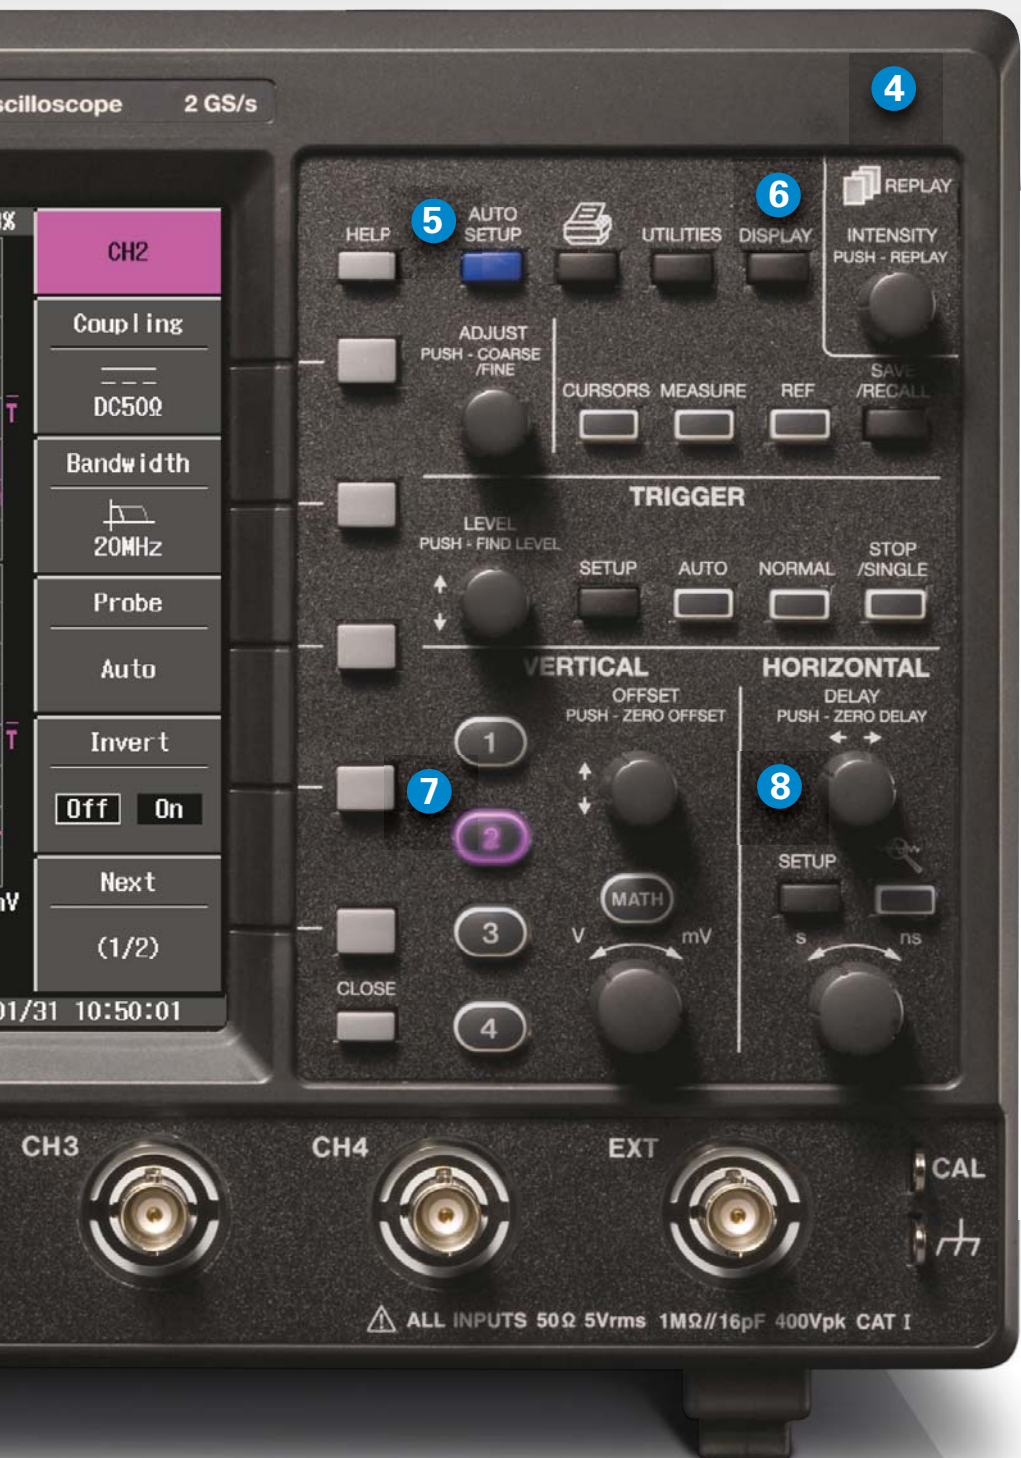 2 GS/s
4
REPLAY
INTENSITY
PUSH - REPLAY
HELP
5
AUTO
SETUP
UTILITIES
6
DISPLAY
CH2
Coupling
DC50Ω
Bandwidth
20MHz
Probe
Auto
Invert
Off On
Next
(1/2)
10:50:01
ADJUST
PUSH - COARSE
/FINE
CURSORS
MEASURE
REF
SAVE
/RECALL
TRIGGER
LEVEL
PUSH - FIND LEVEL
SETUP
AUTO
NORMAL
STOP
/SINGLE
VERTICAL
OFFSET
PUSH - ZERO OFFSET
1
7
2
3
4
MATH
V mV
HORIZONTAL
DELAY
PUSH - ZERO DELAY
8
SETUP
s ns
CLOSE
CH3
CH4
EXT
CAL
ALL INPUTS 50Ω 5Vrms 1MΩ//16pF 400Vpk CAT I